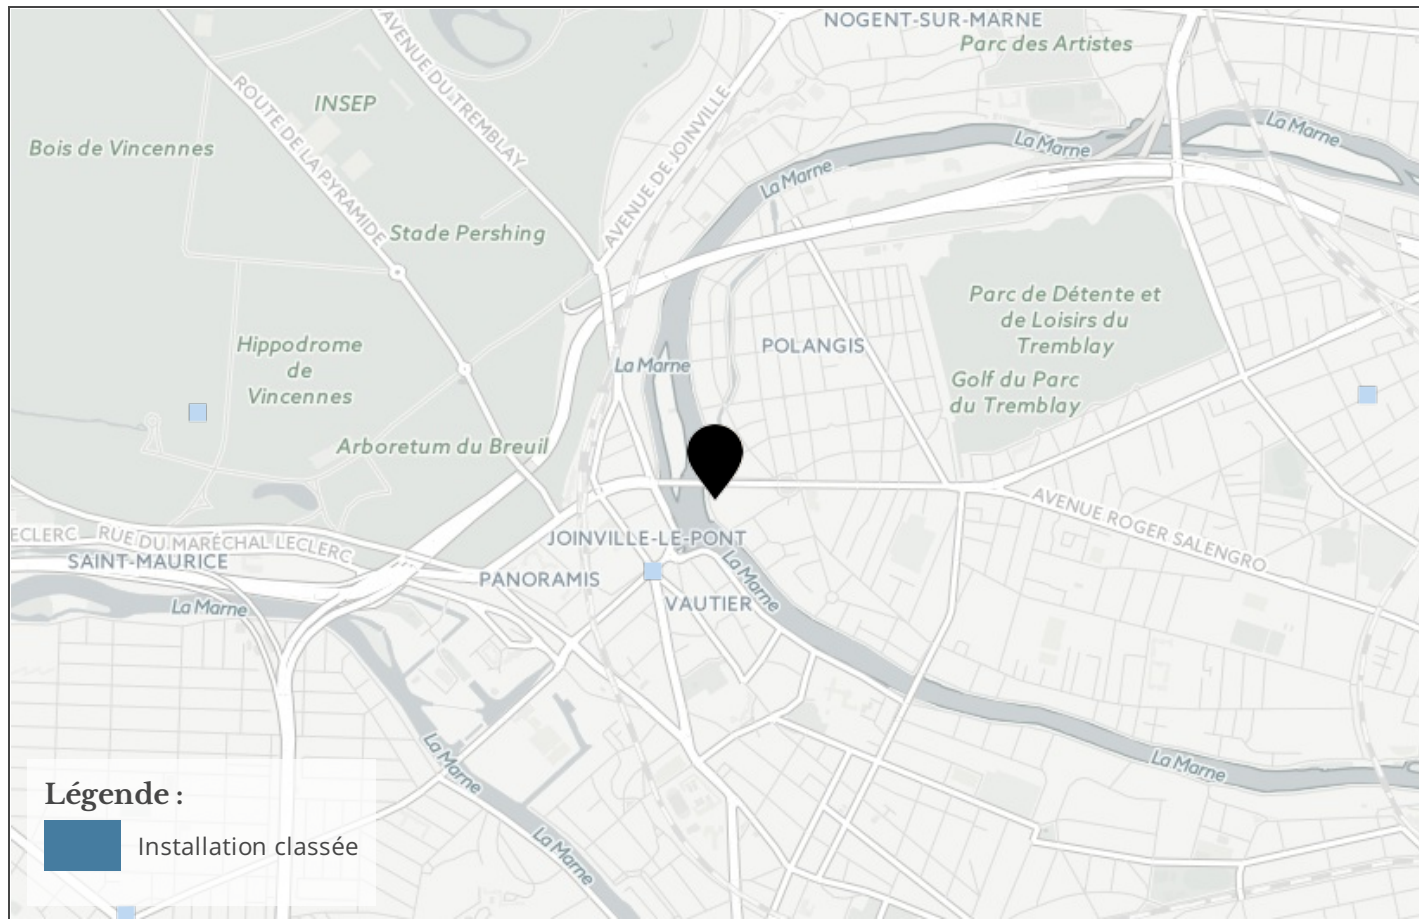 NOGENT-SUR-MARNE
Parc des Artistes
AVENUE DU TREMBLAY
ROUTE DE LA PYRAMIDE
INSEP
AVENUE DE JOINVILLE
La Marne
La Marne
La Marne
Bois de Vincennes
Stade Pershing
Parc de Détente et
de Loisirs du
Tremblay
Hippodrome
de
Vincennes
La Marne
POLANGIS
Golf du Parc
du Tremblay
Arboretum du Breuil
AVENUE ROGER SALENGRO
ECLERC
RUE DU MARÉCHAL LECLERC
JOINVILLE-LE-PONT
SAINT-MAURICE
PANORAMIS
La Marne
La Marne
VAUTIER
La Marne
La Marne
La Marne
Légende :
Installation classée